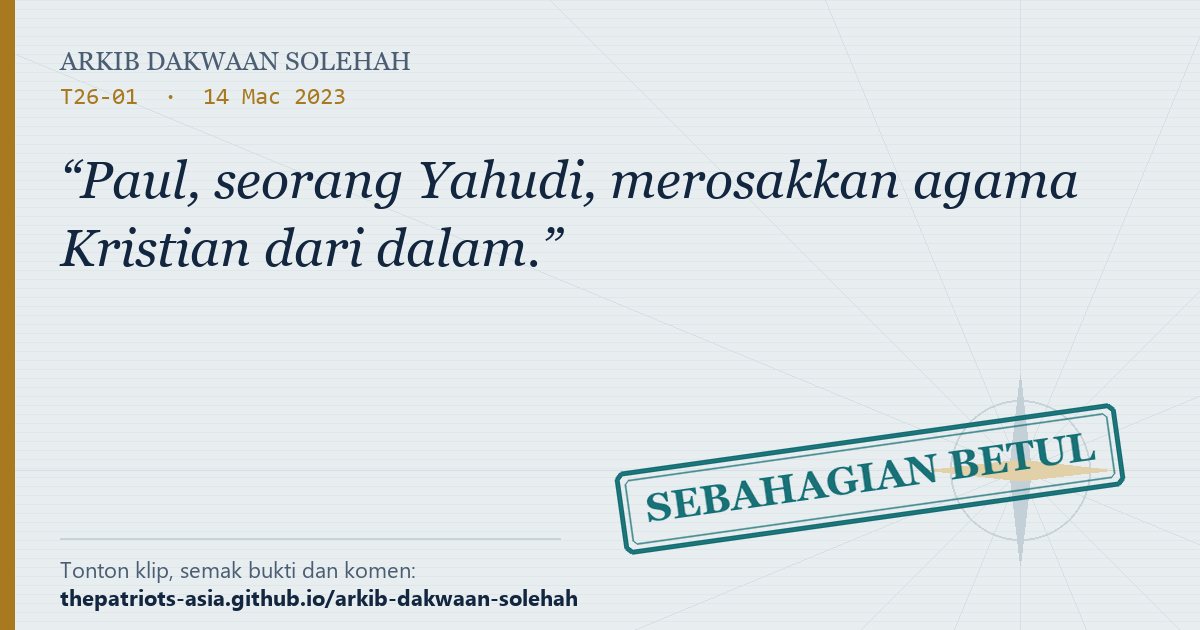 ARKIB DAKWAAN SOLEHAH
T26-01 · 14 Mac 2023
“Paul, seorang Yahudi, merosakkan agama
Kristian dari dalam.”
SEBAHAGIAN BETUL
Tonton klip, semak bukti dan komen:
thepatriots-asia.github.io/arkib-dakwaan-solehah